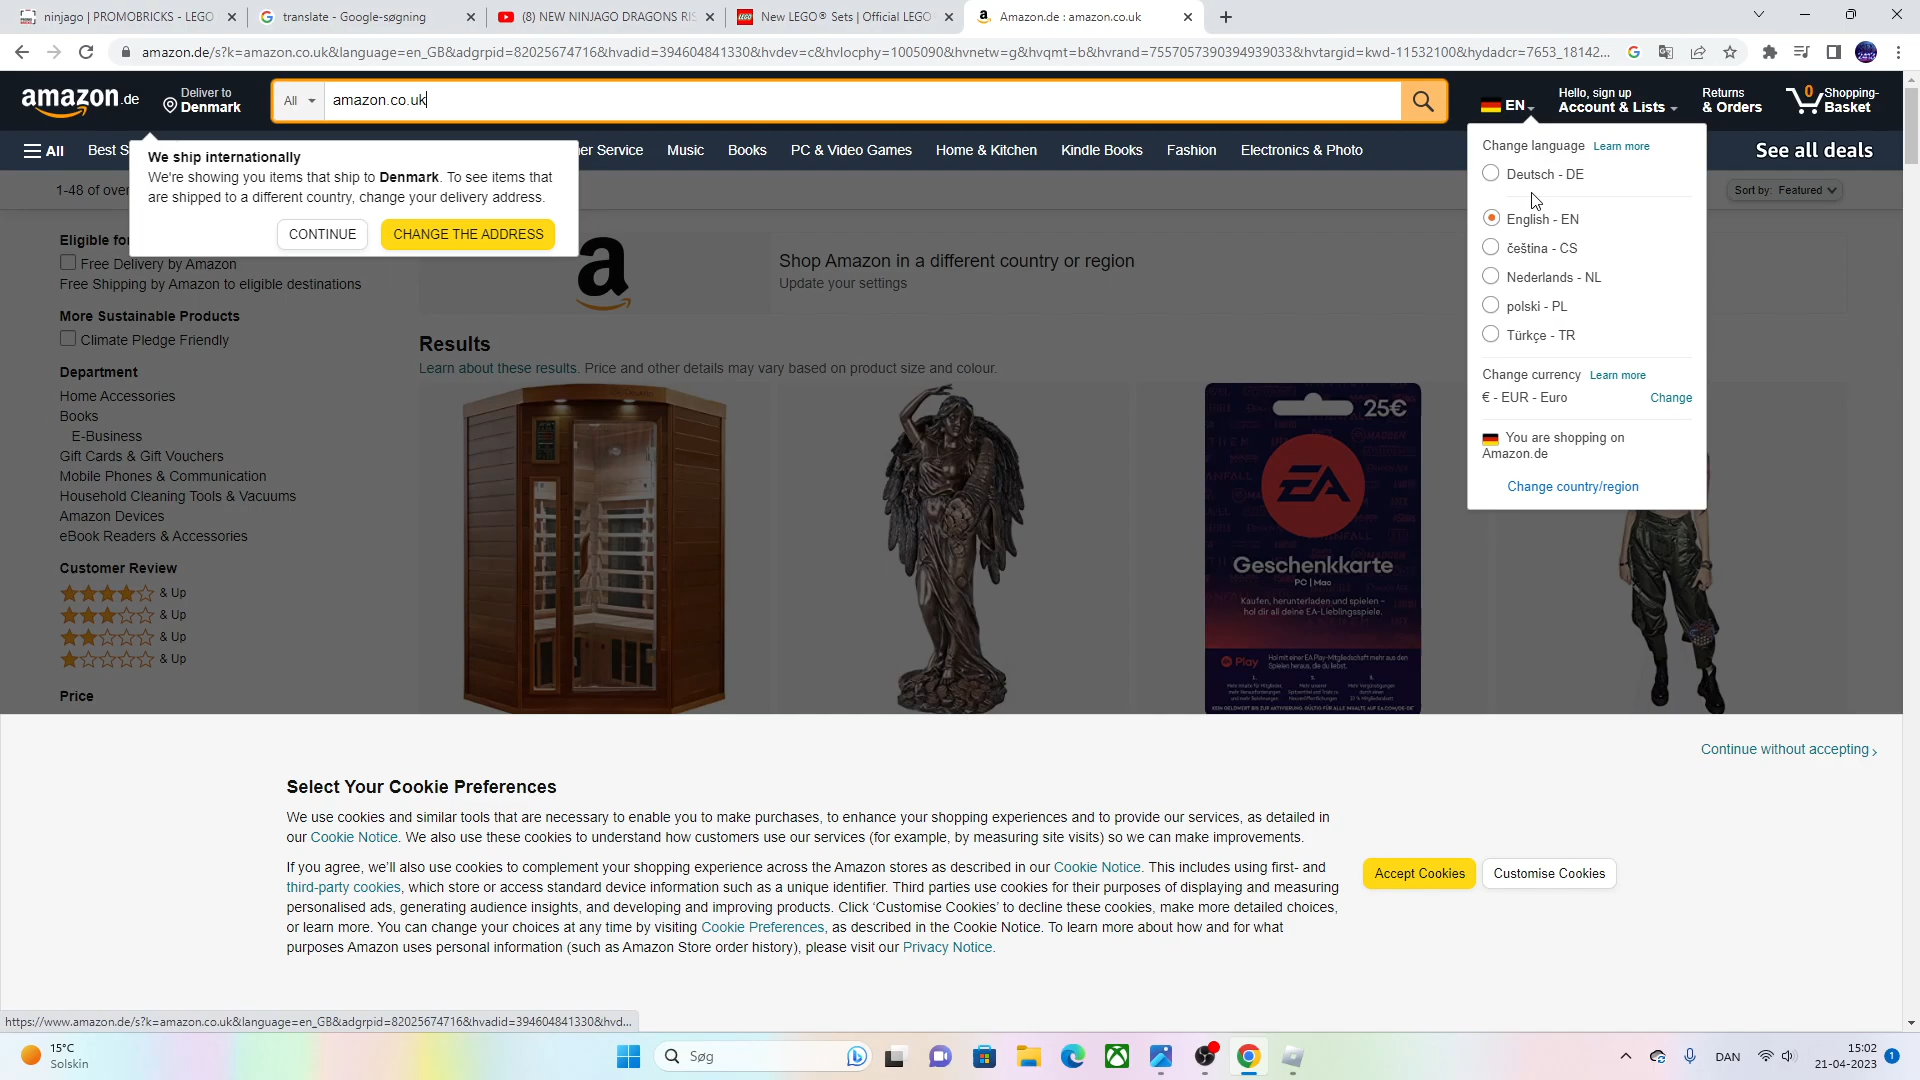 ninjago | PROMOBRICKS - LEGO
translate - Google-søgning
(8) NEW NINJAGO DRAGONS RIS
New LEGO® Sets | Official LEGO
Amazon.de : amazon.co.uk
amazon.de/s?k=amazon.co.uk&language=en_GB&adgrpid=82025674716&hvadid=394604841330&hvdev=c&hvlocphy=1005090&hvnetw=g&hvqmt=b&hvrand=7557057390394939033&hvtargid=kwd-11532100&hydadcr=7653_18142...
amazon.de
Deliver to
Denmark
All
amazon.co.uk
EN
Hello, sign up
Account & Lists
Returns
& Orders
0
Shopping-
Basket
All
Best S
er Service
Music
Books
PC & Video Games
Home & Kitchen
Kindle Books
Fashion
Electronics & Photo
See all deals
We ship internationally
We're showing you items that ship to Denmark. To see items that
are shipped to a different country, change your delivery address.
CONTINUE
CHANGE THE ADDRESS
1-48 of over
Sort by: Featured
Change language Learn more
Deutsch - DE
English - EN
čeština - CS
Nederlands - NL
polski - PL
Türkçe - TR
Change currency Learn more
€ - EUR - Euro
Change
You are shopping on
Amazon.de
Change country/region
Eligible for
Free Delivery by Amazon
Free Shipping by Amazon to eligible destinations
More Sustainable Products
Climate Pledge Friendly
Department
Home Accessories
Books
E-Business
Gift Cards & Gift Vouchers
Mobile Phones & Communication
Household Cleaning Tools & Vacuums
Amazon Devices
eBook Readers & Accessories
Customer Review
& Up
& Up
& Up
& Up
Price
a
Shop Amazon in a different country or region
Update your settings
Results
Learn about these results. Price and other details may vary based on product size and colour.
25€
EA
Geschenkkarte
PC | Mac
Kaufen, herunterladen und spielen –
hol dir all deine EA-Lieblingsspiele.
EA Play
Continue without accepting
Select Your Cookie Preferences
We use cookies and similar tools that are necessary to enable you to make purchases, to enhance your shopping experiences and to provide our services, as detailed in
our Cookie Notice. We also use these cookies to understand how customers use our services (for example, by measuring site visits) so we can make improvements.
If you agree, we'll also use cookies to complement your shopping experience across the Amazon stores as described in our Cookie Notice. This includes using first- and
third-party cookies, which store or access standard device information such as a unique identifier. Third parties use cookies for their purposes of displaying and measuring
personalised ads, generating audience insights, and developing and improving products. Click 'Customise Cookies' to decline these cookies, make more detailed choices,
or learn more. You can change your choices at any time by visiting Cookie Preferences, as described in the Cookie Notice. To learn more about how and for what
purposes Amazon uses personal information (such as Amazon Store order history), please visit our Privacy Notice.
Accept Cookies
Customise Cookies
https://www.amazon.de/s?k=amazon.co.uk&language=en_GB&adgrpid=82025674716&hvadid=394604841330&hvd...
15°C
Solskin
Søg
DAN
15:02
21-04-2023
1